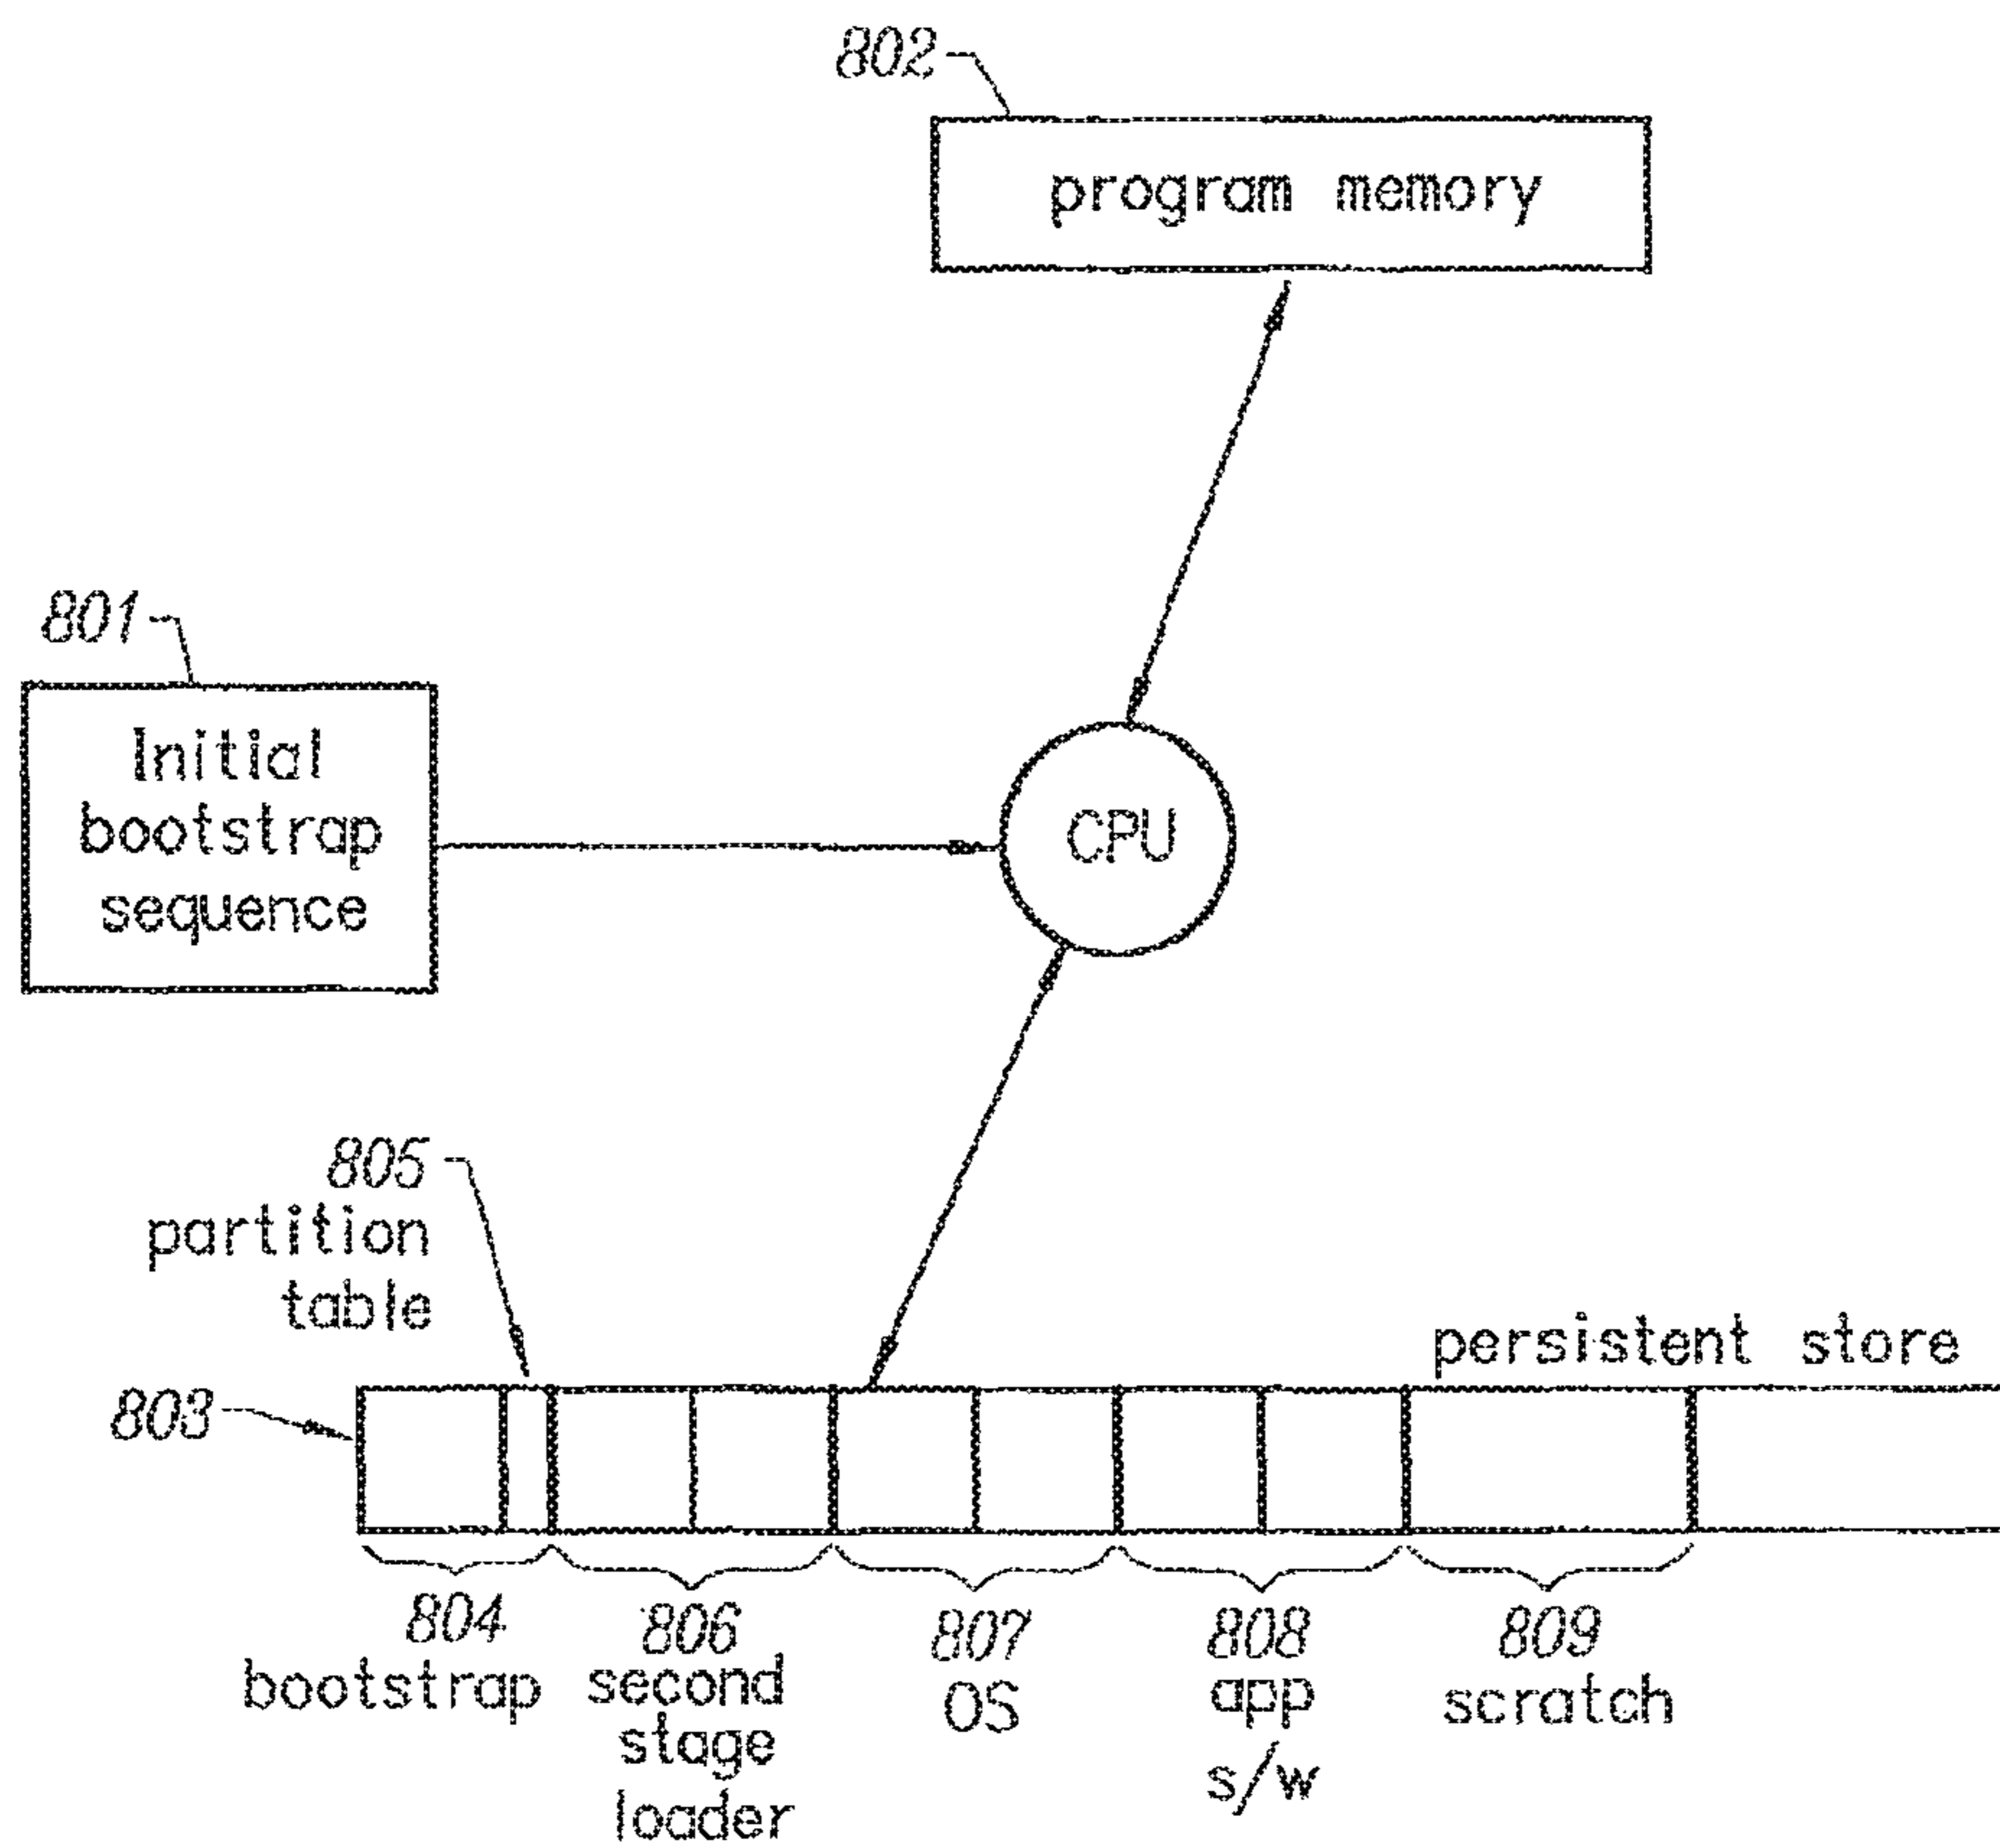 802
program memory
801
Initial
bootstrap
sequence
CPU
805
partition
table
persistent store
803
804
bootstrap
806
second
stage
loader
807
OS
808
app
s/w
809
scratch